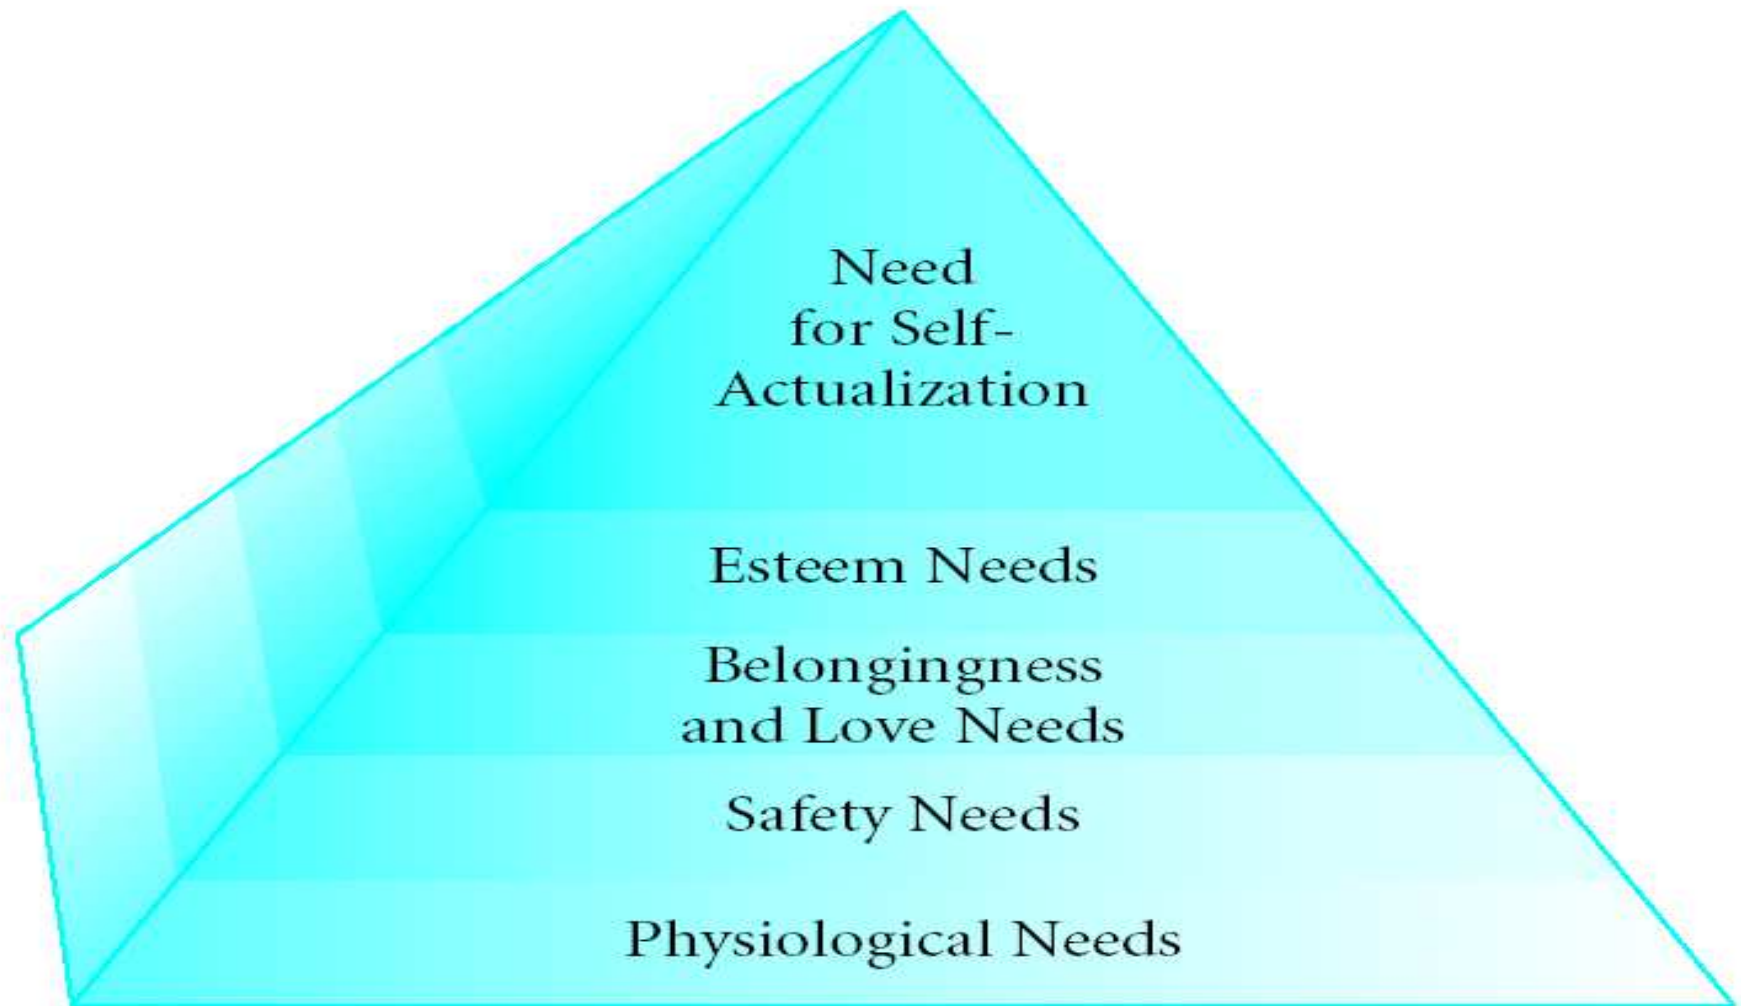 Need
for Self-
Actualization
Esteem Needs
Belongingness
and Love Needs
Safety Needs
Physiological Needs